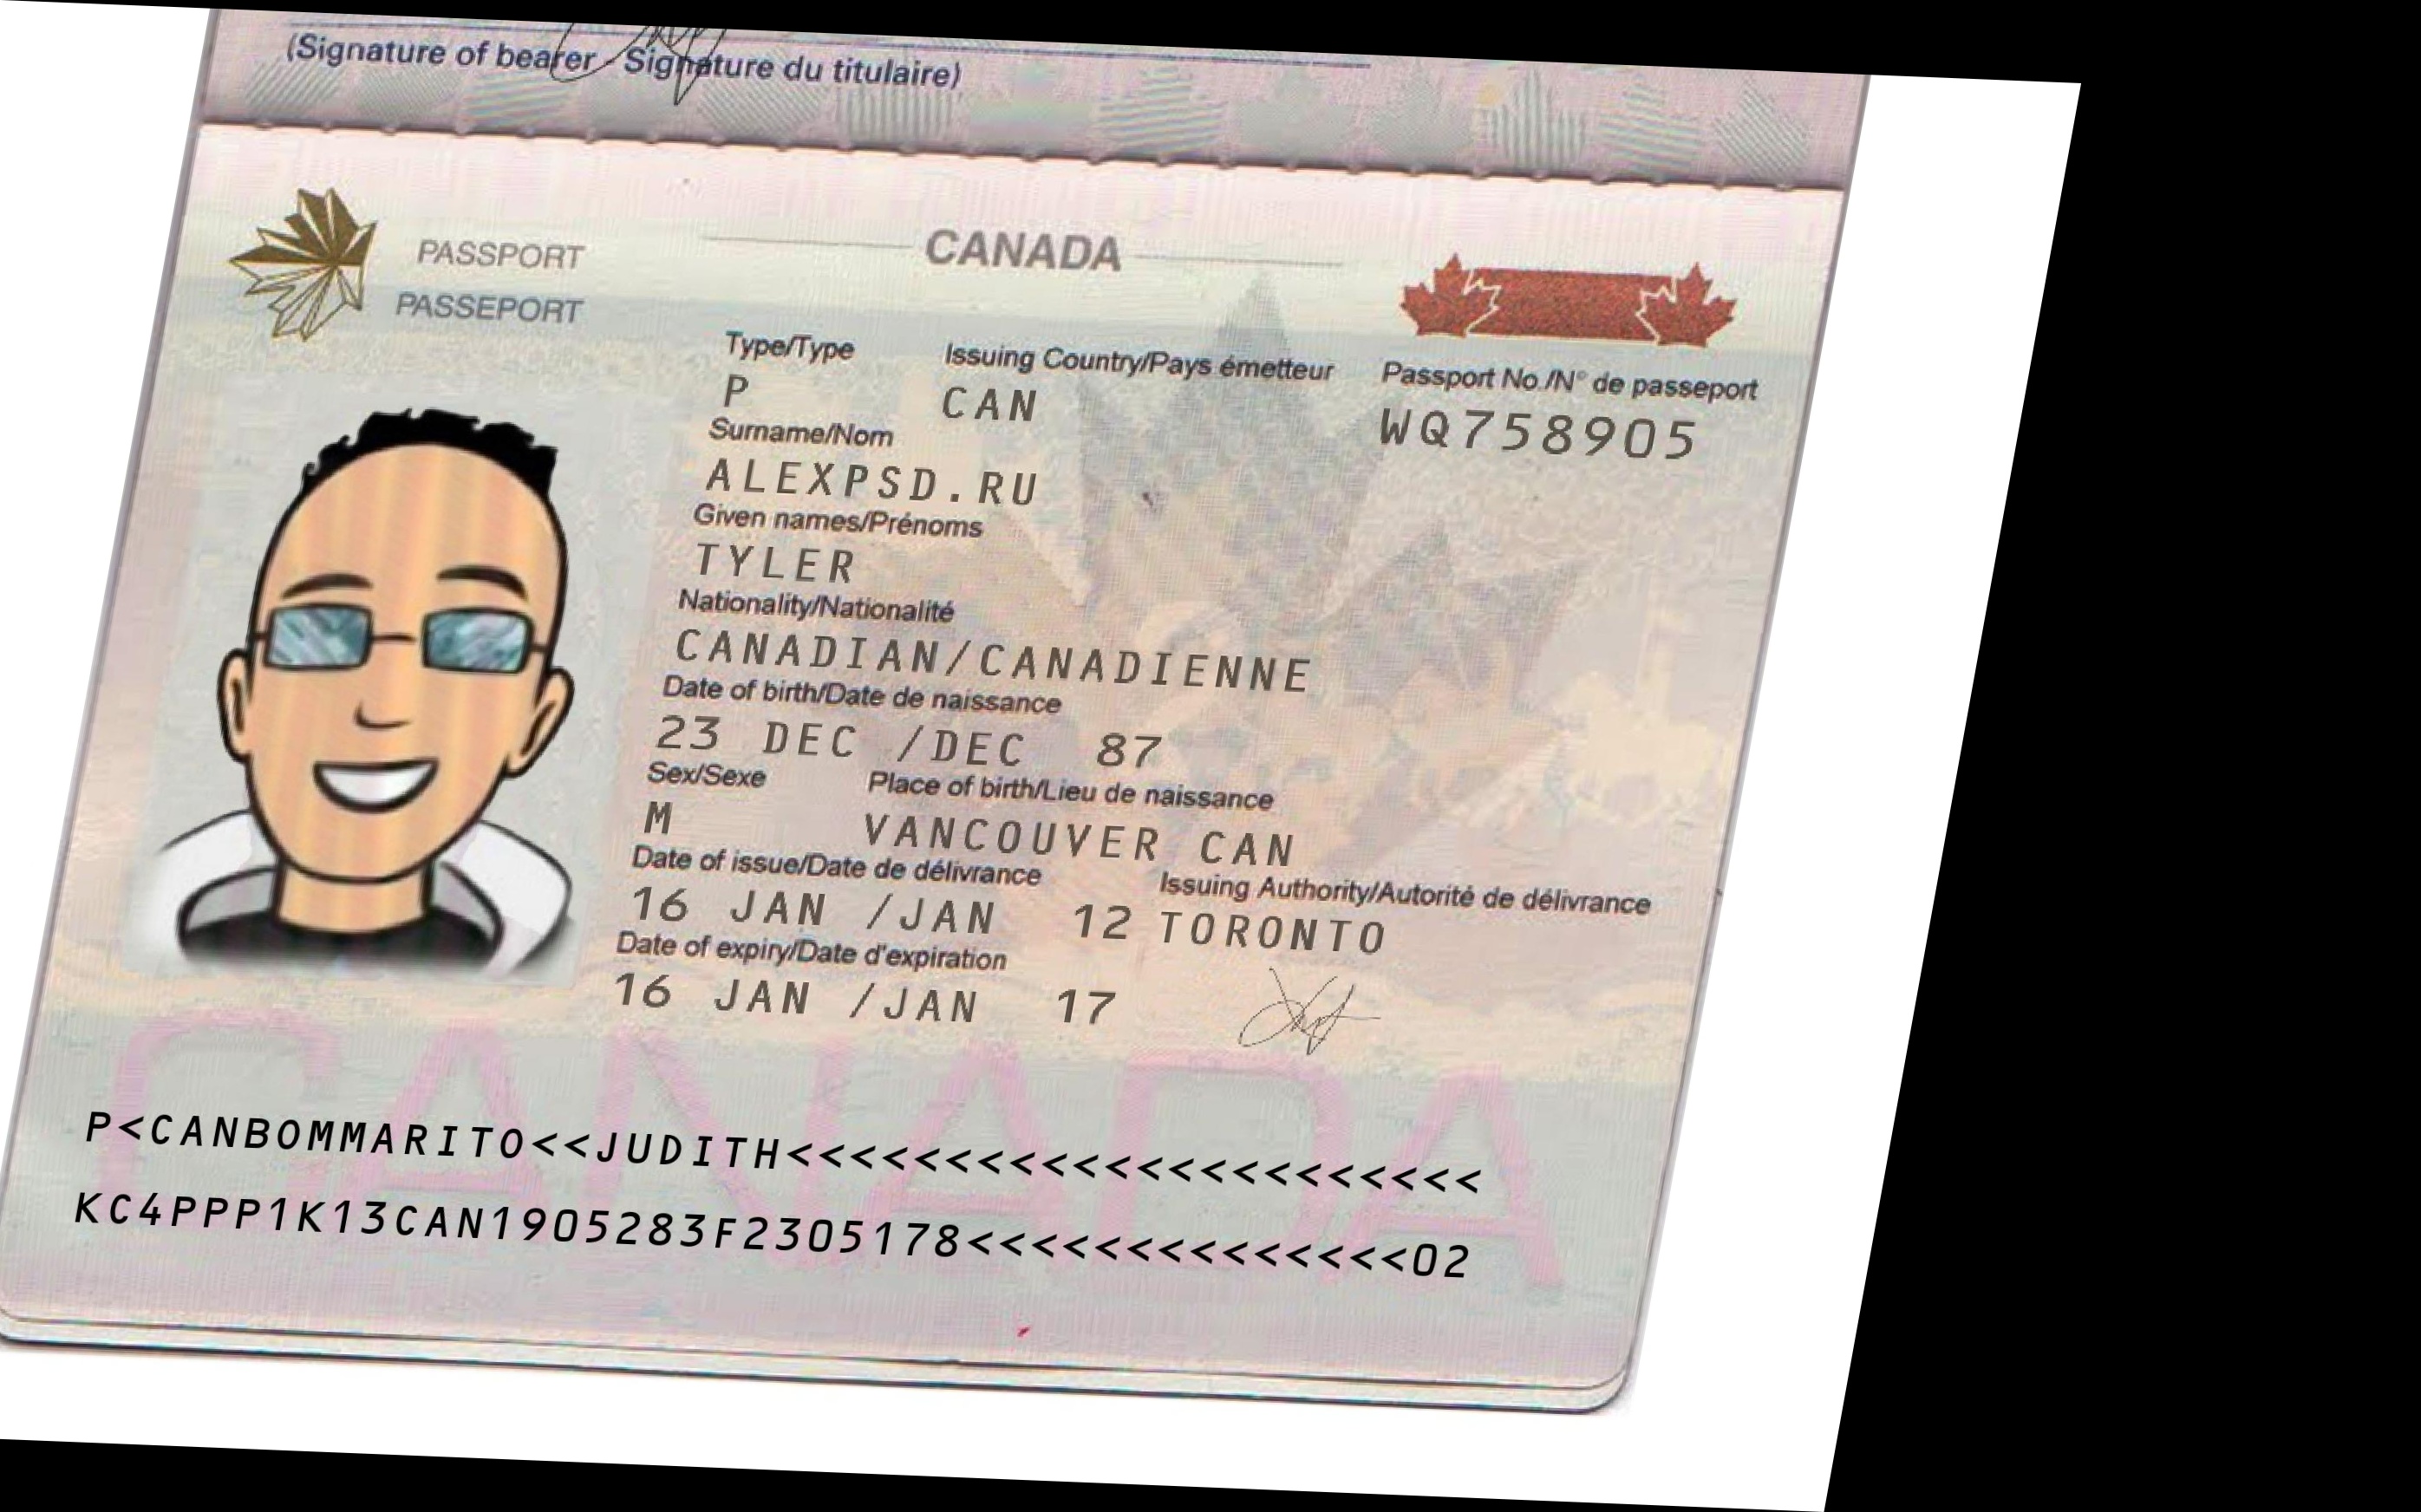 (Signature of bearer - Signature du titulaire)
PASSPORT
PASSEPORT
CANADA
Type/Type Issuing Country/Pays émetteur Passport No./N° de passeport
P CAN WQ758905
Surname/Nom
ALEXPSD.RU
Given names/Prénoms
TYLER
Nationality/Nationalité
CANADIAN/CANADIENNE
Date of birth/Date de naissance
23 DEC /DEC 87
Sex/Sexe Place of birth/Lieu de naissance
M VANCOUVER CAN
Date of issue/Date de délivrance Issuing Authority/Autorité de délivrance
16 JAN /JAN 12 TORONTO
Date of expiry/Date d'expiration
16 JAN /JAN 17
CANADA
P<CANBOMMARITO<<JUDITH<<<<<<<<<<<<<<<<<<<<<<
KC4PPP1K13CAN1905283F2305178<<<<<<<<<<<<<<02